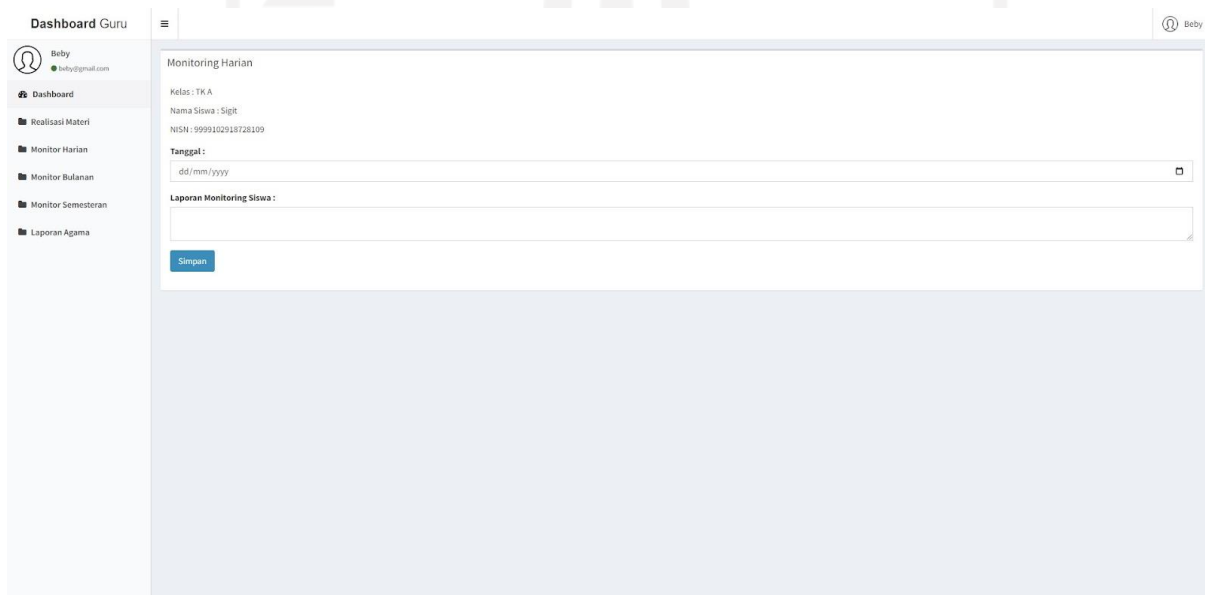 Dashboard Guru
Beby
Beby
beby@gmail.com
Dashboard
Realisasi Materi
Monitor Harian
Monitor Bulanan
Monitor Semesteran
Laporan Agama
Monitoring Harian
Kelas : TK A
Nama Siswa : Sigit
NISN : 9999102918728109
Tanggal :
dd/mm/yyyy
Laporan Monitoring Siswa :
Simpan